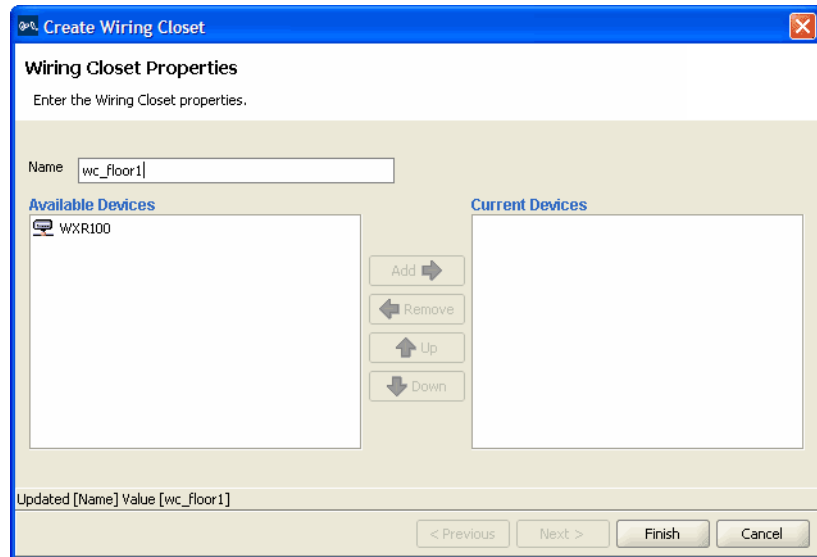 Create Wiring Closet
Wiring Closet Properties
Enter the Wiring Closet properties.
Name wc_floor1
Available Devices Current Devices
WXR100
Add
Remove
Up
Down
Updated [Name] Value [wc_floor1]
< Previous Next > Finish Cancel